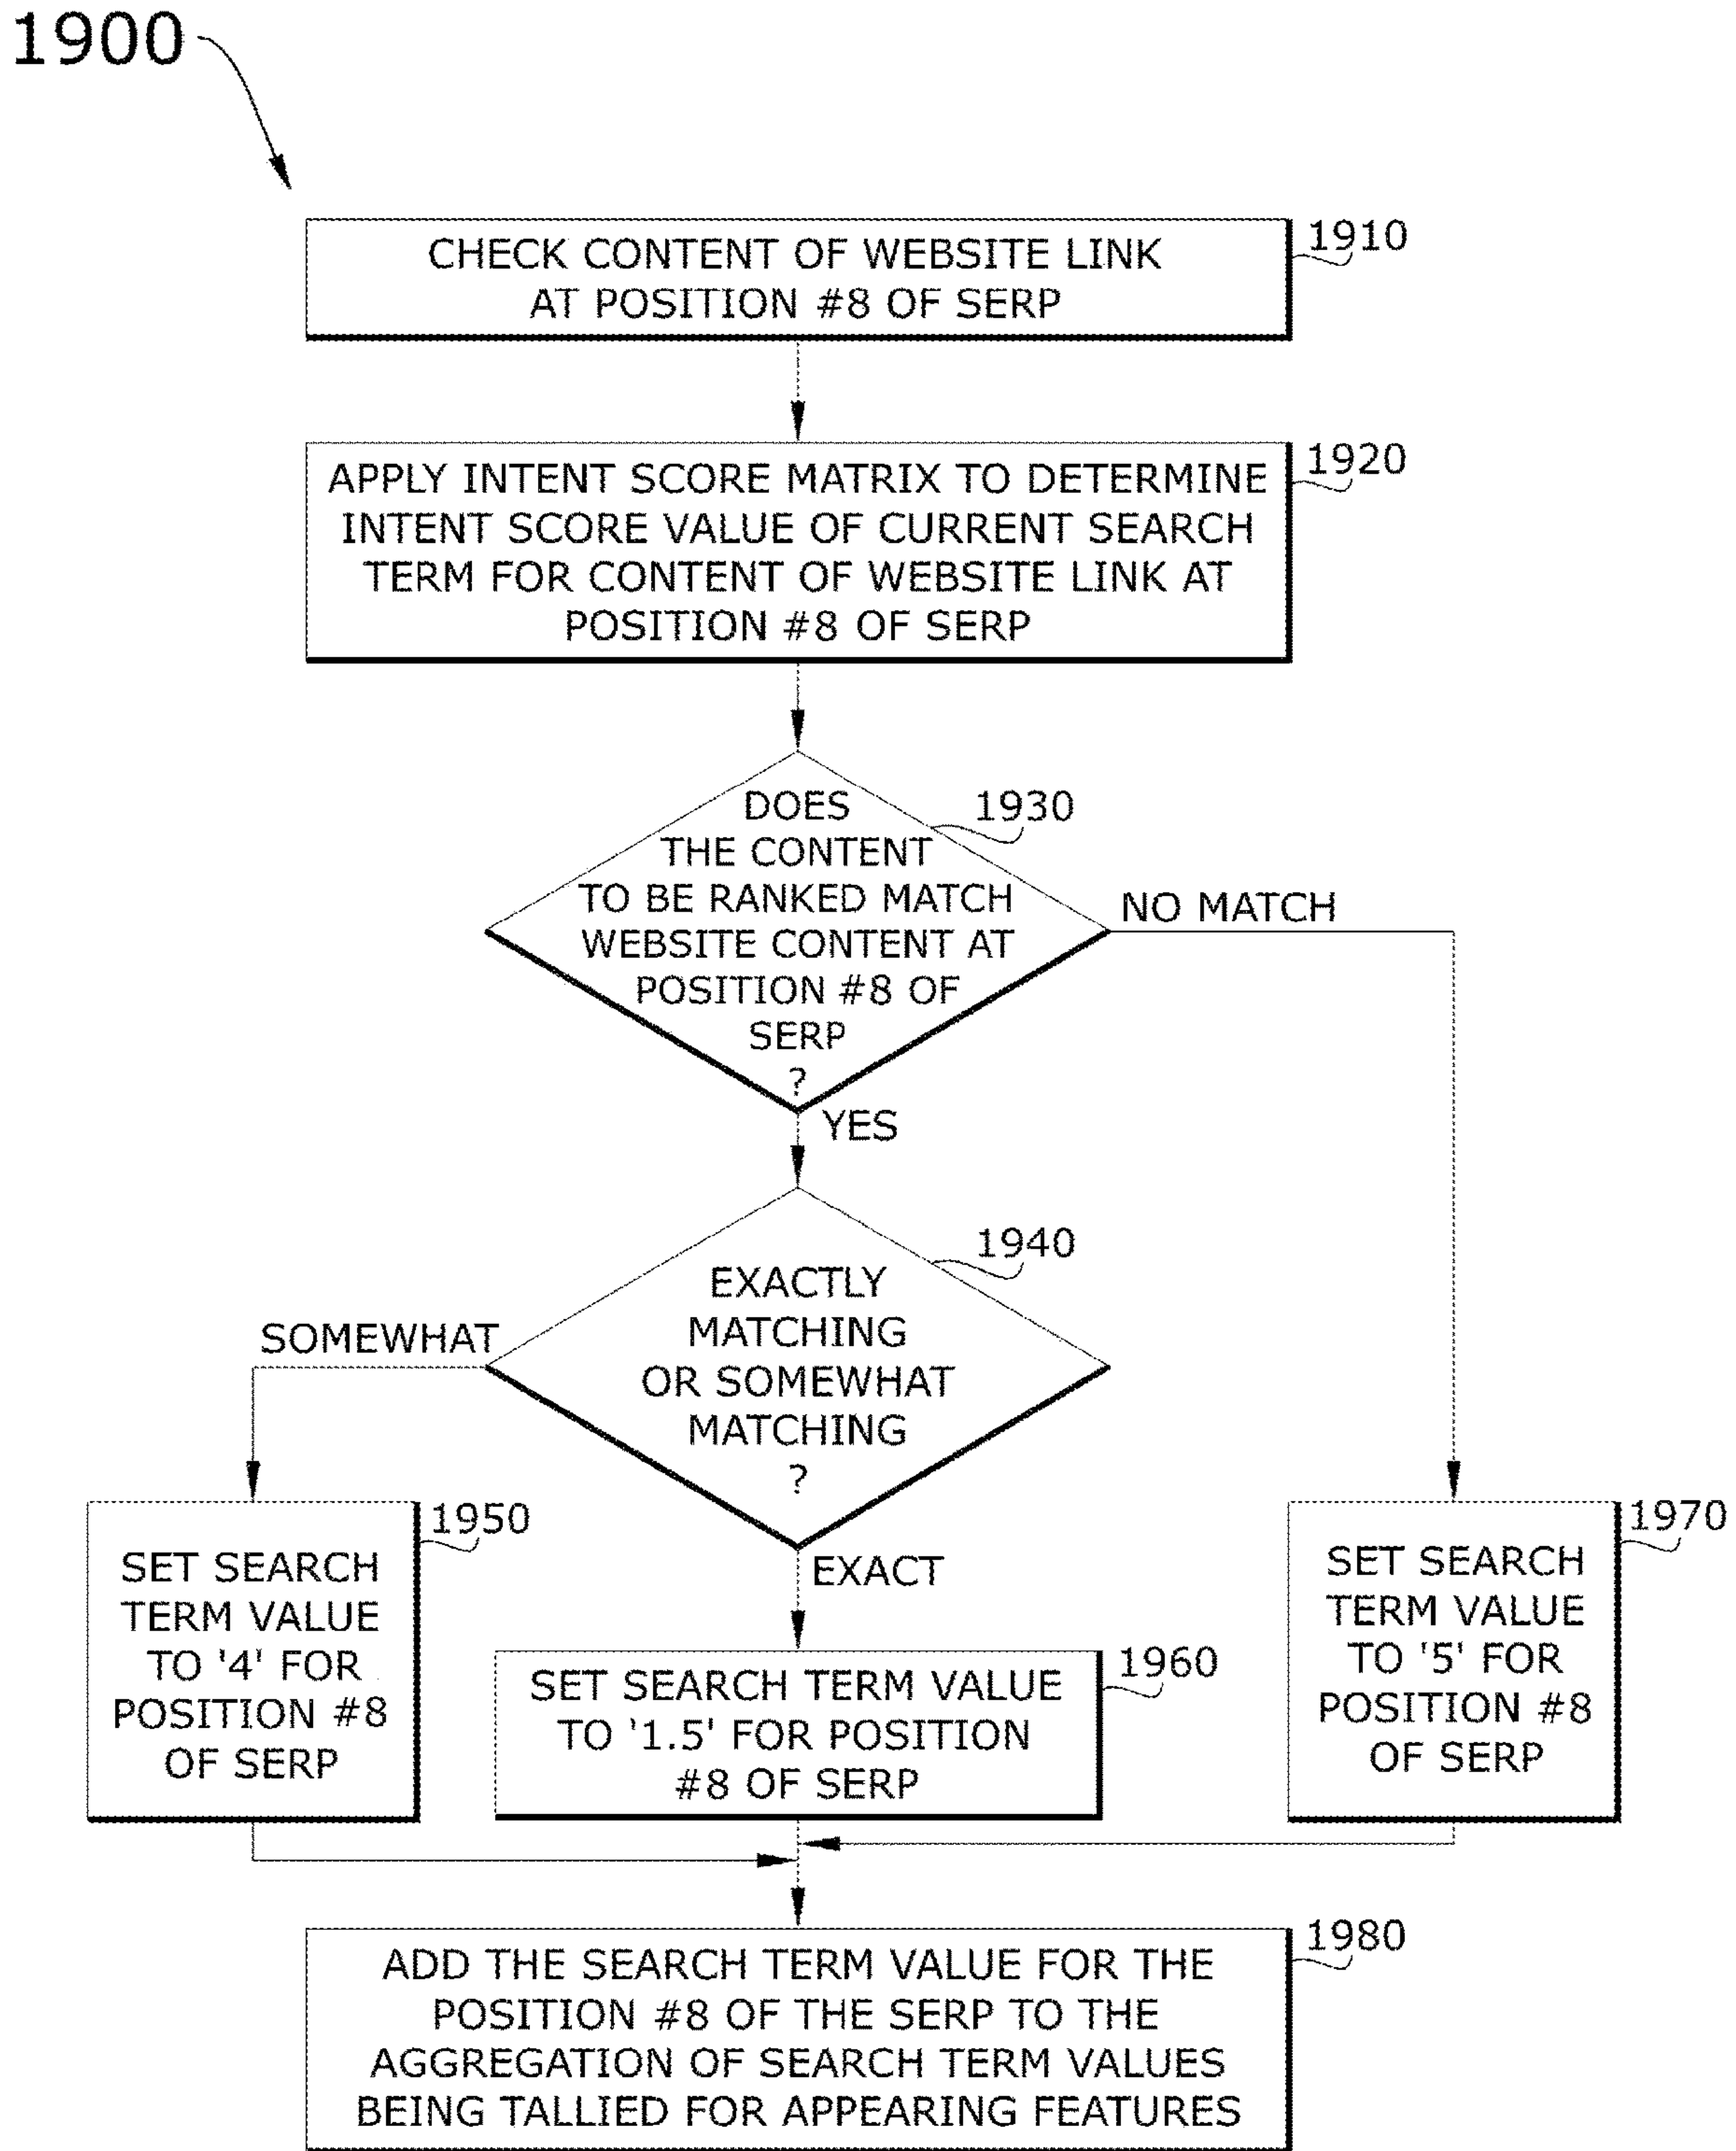 1900
CHECK CONTENT OF WEBSITE LINK
AT POSITION #8 OF SERP
1910
APPLY INTENT SCORE MATRIX TO DETERMINE
INTENT SCORE VALUE OF CURRENT SEARCH
TERM FOR CONTENT OF WEBSITE LINK AT
POSITION #8 OF SERP
1920
DOES
THE CONTENT
TO BE RANKED MATCH
WEBSITE CONTENT AT
POSITION #8 OF
SERP
?
1930
NO MATCH
YES
EXACTLY
MATCHING
OR SOMEWHAT
MATCHING
?
1940
SOMEWHAT
EXACT
SET SEARCH
TERM VALUE
TO '4' FOR
POSITION #8
OF SERP
1950
SET SEARCH TERM VALUE
TO '1.5' FOR POSITION
#8 OF SERP
1960
SET SEARCH
TERM VALUE
TO '5' FOR
POSITION #8
OF SERP
1970
ADD THE SEARCH TERM VALUE FOR THE
POSITION #8 OF THE SERP TO THE
AGGREGATION OF SEARCH TERM VALUES
BEING TALLIED FOR APPEARING FEATURES
1980